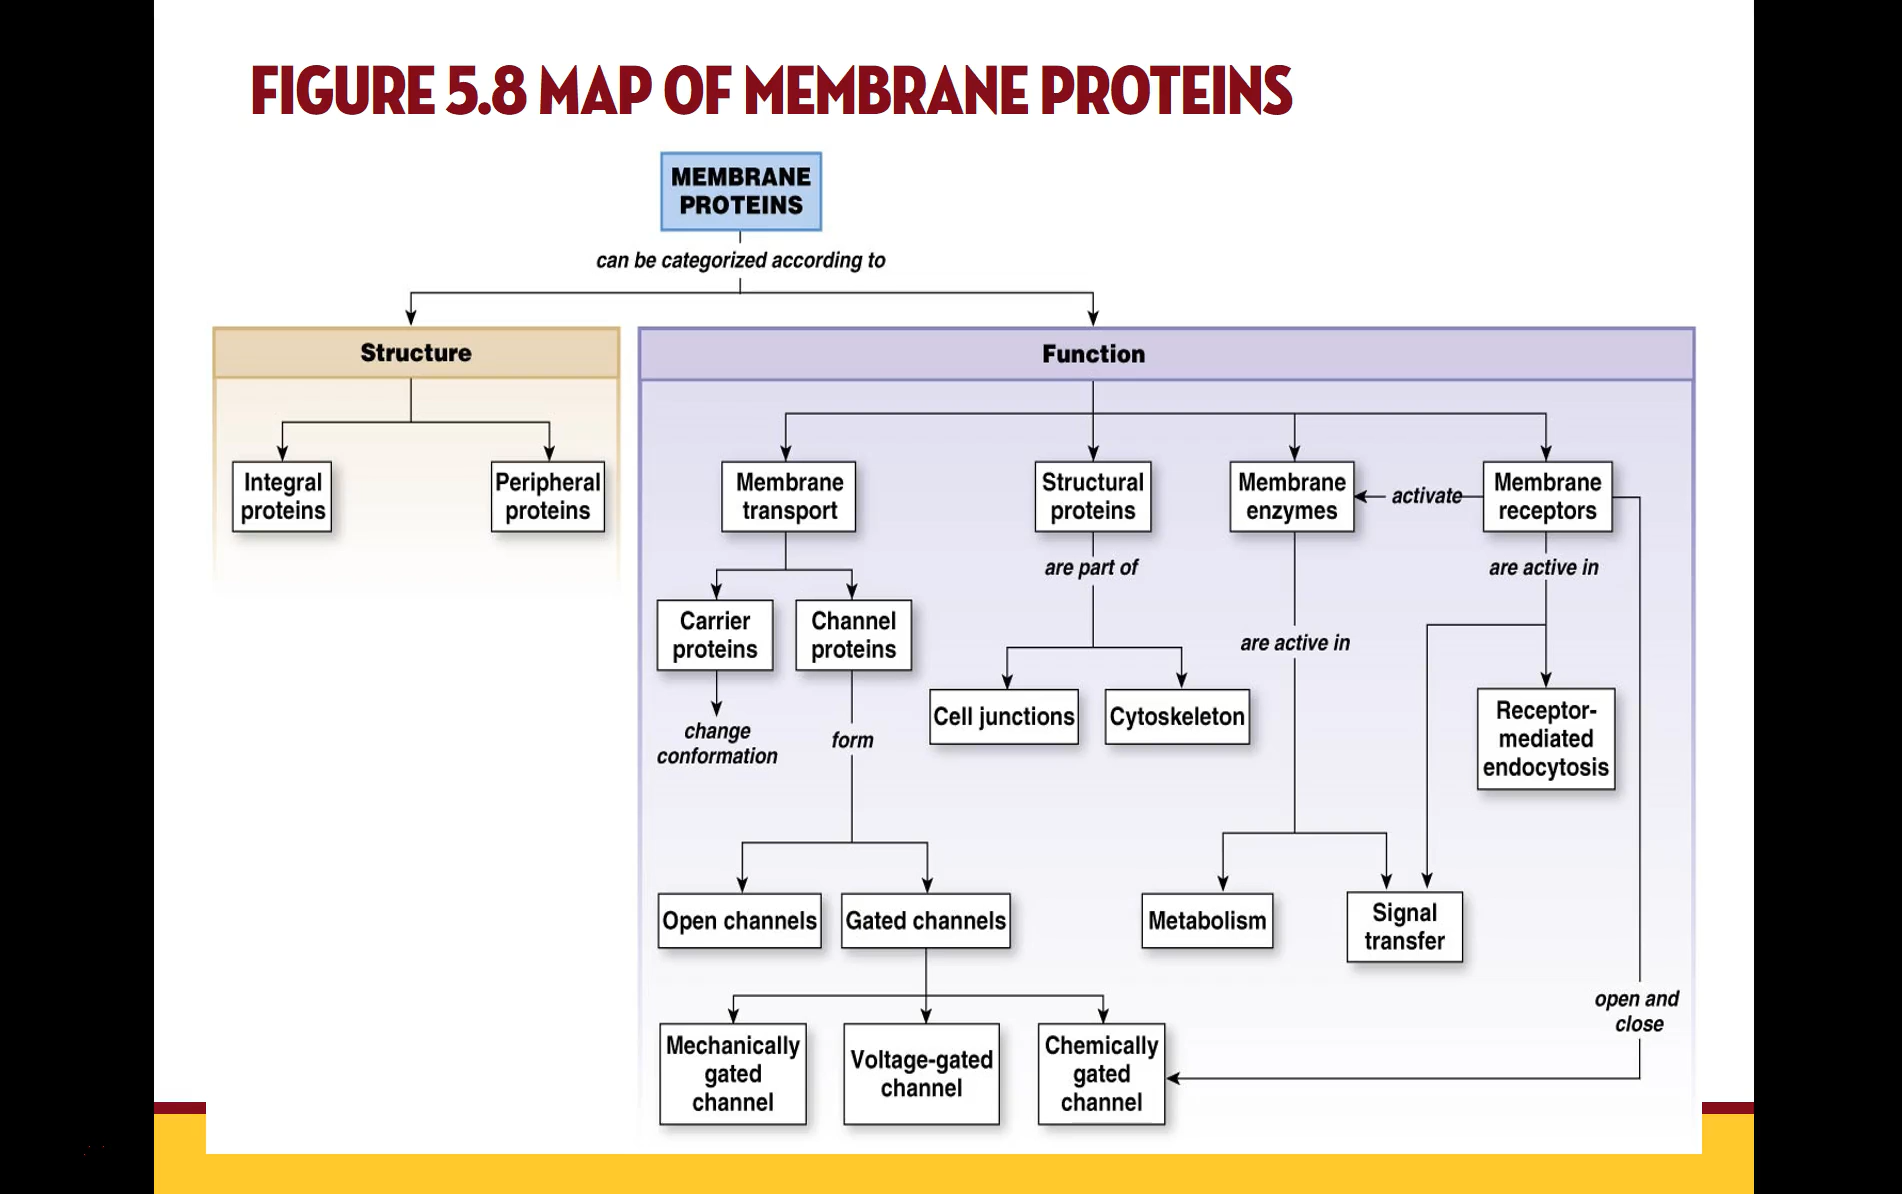 FIGURE 5.8 MAP OF MEMBRANE PROTEINS
MEMBRANE
PROTEINS
can be categorized according to
Structure
Integral
proteins
Peripheral
proteins
Function
Membrane
transport
Structural
proteins
Membrane
enzymes
activate
Membrane
receptors
are part of
are active in
Carrier
proteins
Channel
proteins
are active in
change
conformation
form
Cell junctions
Cytoskeleton
Receptor-
mediated
endocytosis
Open channels
Gated channels
Metabolism
Signal
transfer
open and
close
Mechanically
gated
channel
Voltage-gated
channel
Chemically
gated
channel